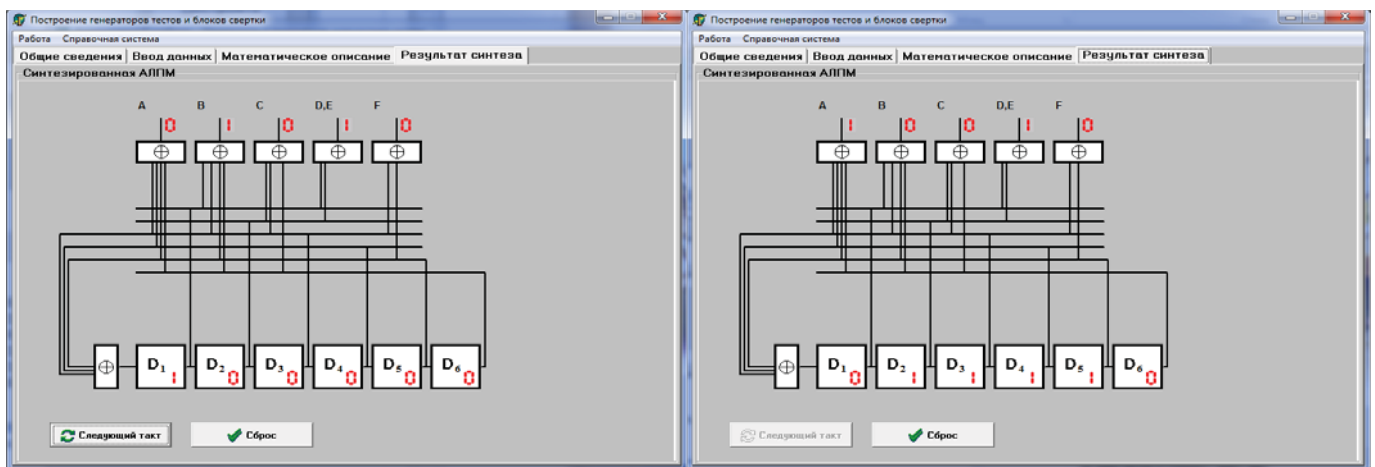 Построение генераторов тестов и блоков свертки
Работа Справочная система
Общие сведения Ввод данных Математическое описание Результат синтеза
Синтезированная АЛПМ
A B C D,E F
0 1 0 1 0
D1 1 D2 0 D3 0 D4 0 D5 0 D6 0
Следующий такт Сброс
Построение генераторов тестов и блоков свертки
Работа Справочная система
Общие сведения Ввод данных Математическое описание Результат синтеза
Синтезированная АЛПМ
A B C D,E F
1 0 0 1 0
D1 0 D2 1 D3 1 D4 1 D5 1 D6 0
Следующий такт Сброс